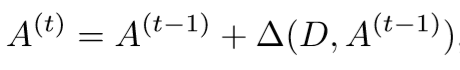 A^{(t)} = A^{(t-1)} + Δ(D, A^{(t-1)}).